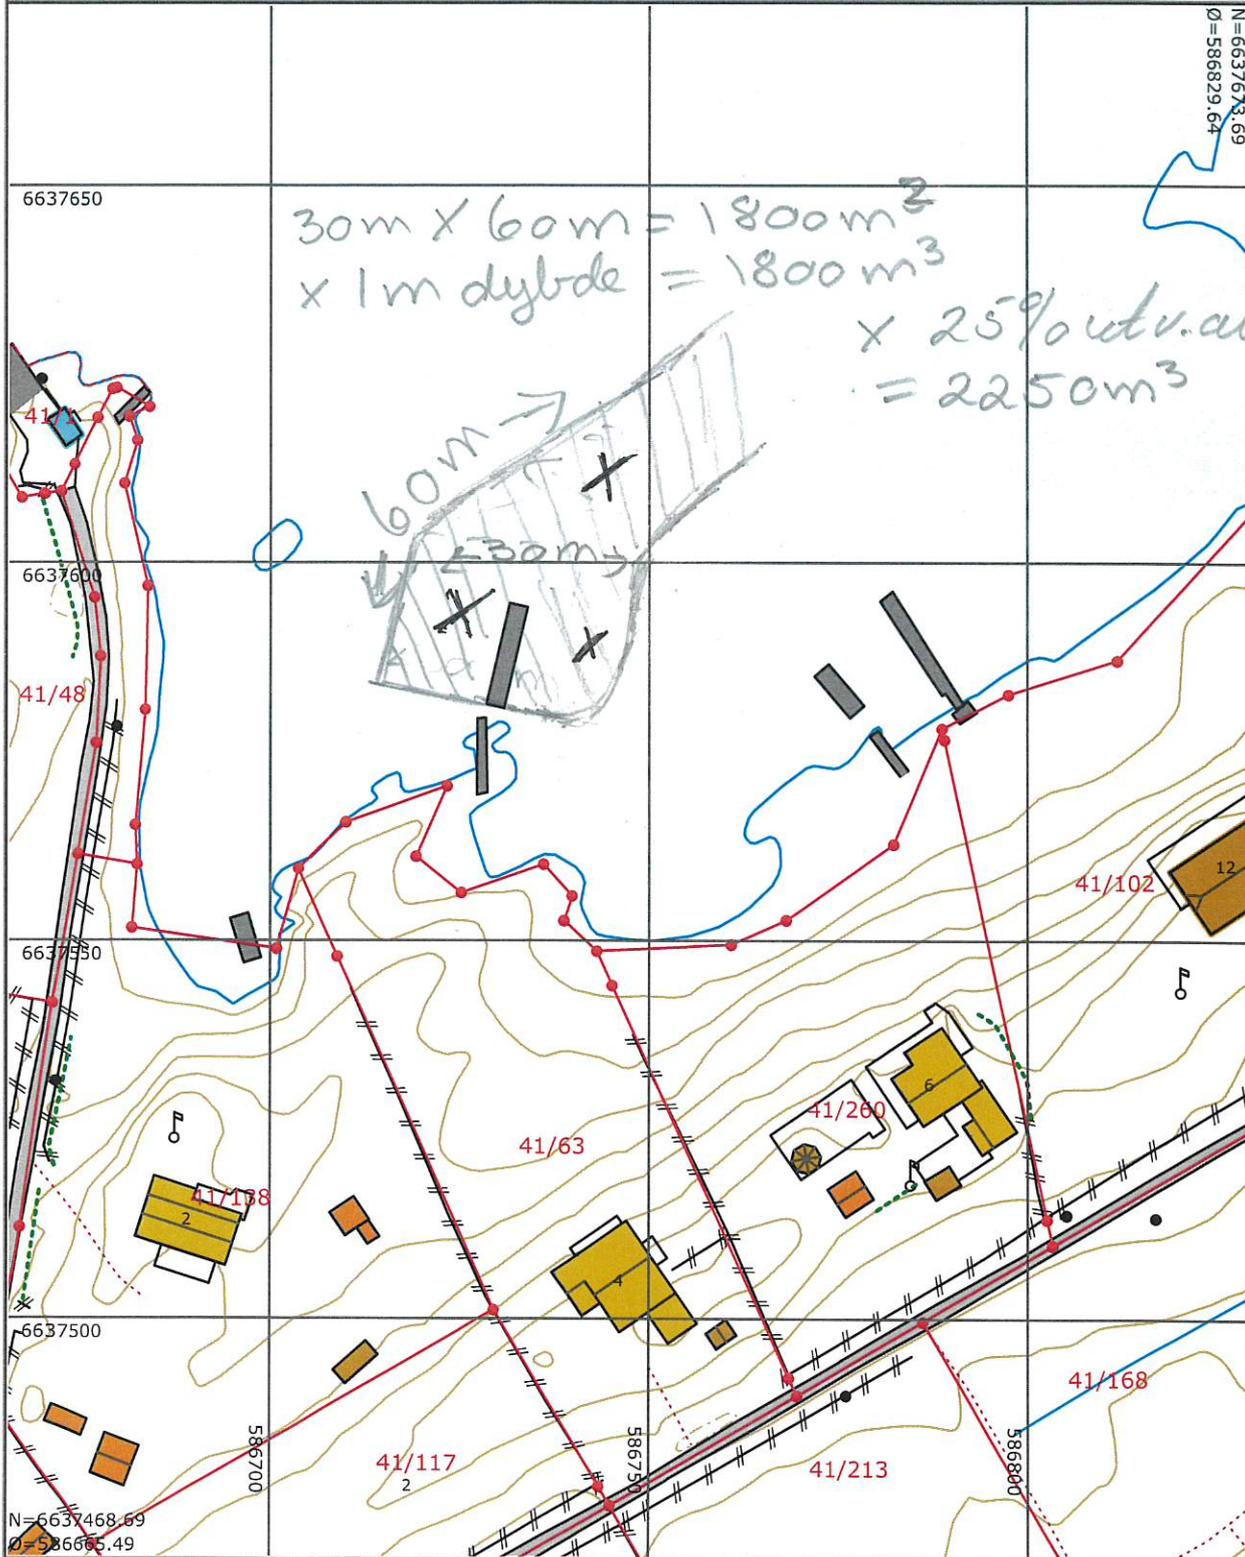 N=6637673.69
Ø=586829.64
6637650
30m X 60m = 1800m²
x 1m dybde = 1800m³
x 25% utv.
= 2250m³
41/1
60m
6637600
30m
41/48
12
41/102
6637550
6
41/260
41/63
41/138
2
4
6637500
41/168
586700
586750
586800
41/117
2
41/213
N=6637468.69
Ø=586665.49